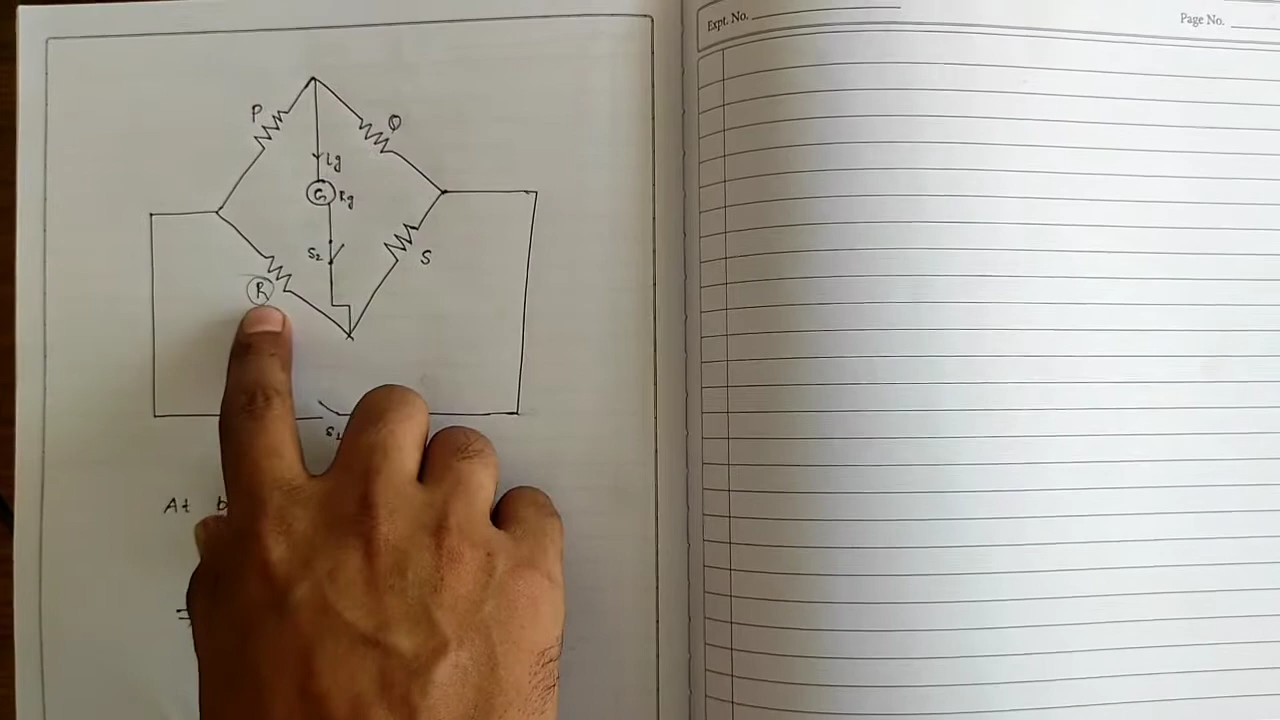 Expt. No.
Page No.
P
Q
Ig
G
Rg
S2
S
R
S1
At b
=